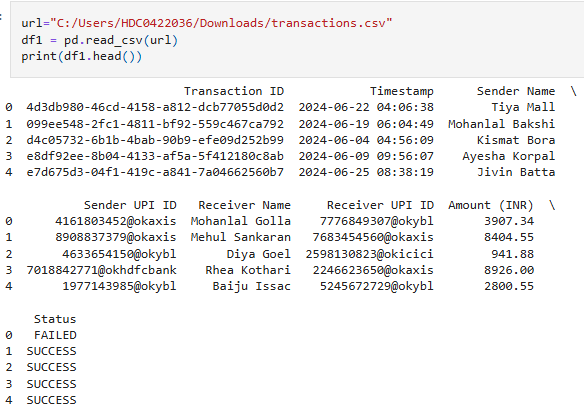 url="C:/Users/HDC0422036/Downloads/transactions.csv"
df1 = pd.read_csv(url)
print(df1.head())
Transaction ID Timestamp Sender Name \
0 4d3db980-46cd-4158-a812-dcb77055d0d2 2024-06-22 04:06:38 Tiya Mall
1 099ee548-2fc1-4811-bf92-559c467ca792 2024-06-19 06:04:49 Mohanlal Bakshi
2 d4c05732-6b1b-4bab-90b9-efe09d252b99 2024-06-04 04:56:09 Kismat Bora
3 e8df92ee-8b04-4133-af5a-5f412180c8ab 2024-06-09 09:56:07 Ayesha Korpal
4 e7d675d3-04f1-419c-a841-7a04662560b7 2024-06-25 08:38:19 Jivin Batta
Sender UPI ID Receiver Name Receiver UPI ID Amount (INR) \
0 4161803452@okaxis Mohanlal Golla 7776849307@okybl 3907.34
1 8908837379@okaxis Mehul Sankaran 7683454560@okaxis 8404.55
2 4633654150@okybl Diya Goel 2598130823@okicici 941.88
3 7018842771@okhdfcbank Rhea Kothari 2246623650@okaxis 8926.00
4 1977143985@okybl Baiju Issac 5245672729@okybl 2800.55
Status
0 FAILED
1 SUCCESS
2 SUCCESS
3 SUCCESS
4 SUCCESS